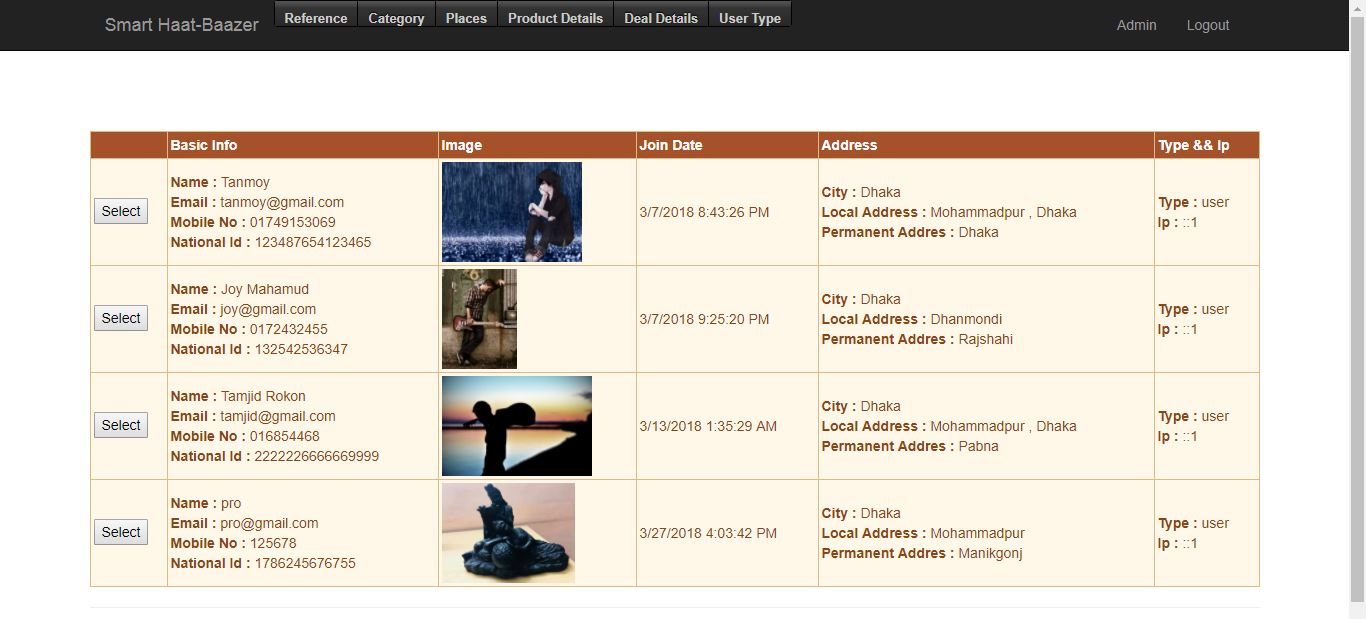 Smart Haat-Baazer Reference Category Places Product Details Deal Details User Type Admin Logout
Basic Info Image Join Date Address Type && Ip
Select
Name : Tanmoy
Email : tanmoy@gmail.com
Mobile No : 01749153069
National Id : 123487654123465
3/7/2018 8:43:26 PM
City : Dhaka
Local Address : Mohammadpur , Dhaka
Permanent Addres : Dhaka
Type : user
Ip : ::1
Select
Name : Joy Mahamud
Email : joy@gmail.com
Mobile No : 0172432455
National Id : 132542536347
3/7/2018 9:25:20 PM
City : Dhaka
Local Address : Dhanmondi
Permanent Addres : Rajshahi
Type : user
Ip : ::1
Select
Name : Tamjid Rokon
Email : tamjid@gmail.com
Mobile No : 016854468
National Id : 2222226666669999
3/13/2018 1:35:29 AM
City : Dhaka
Local Address : Mohammadpur , Dhaka
Permanent Addres : Pabna
Type : user
Ip : ::1
Select
Name : pro
Email : pro@gmail.com
Mobile No : 125678
National Id : 1786245676755
3/27/2018 4:03:42 PM
City : Dhaka
Local Address : Mohammadpur
Permanent Addres : Manikgonj
Type : user
Ip : ::1